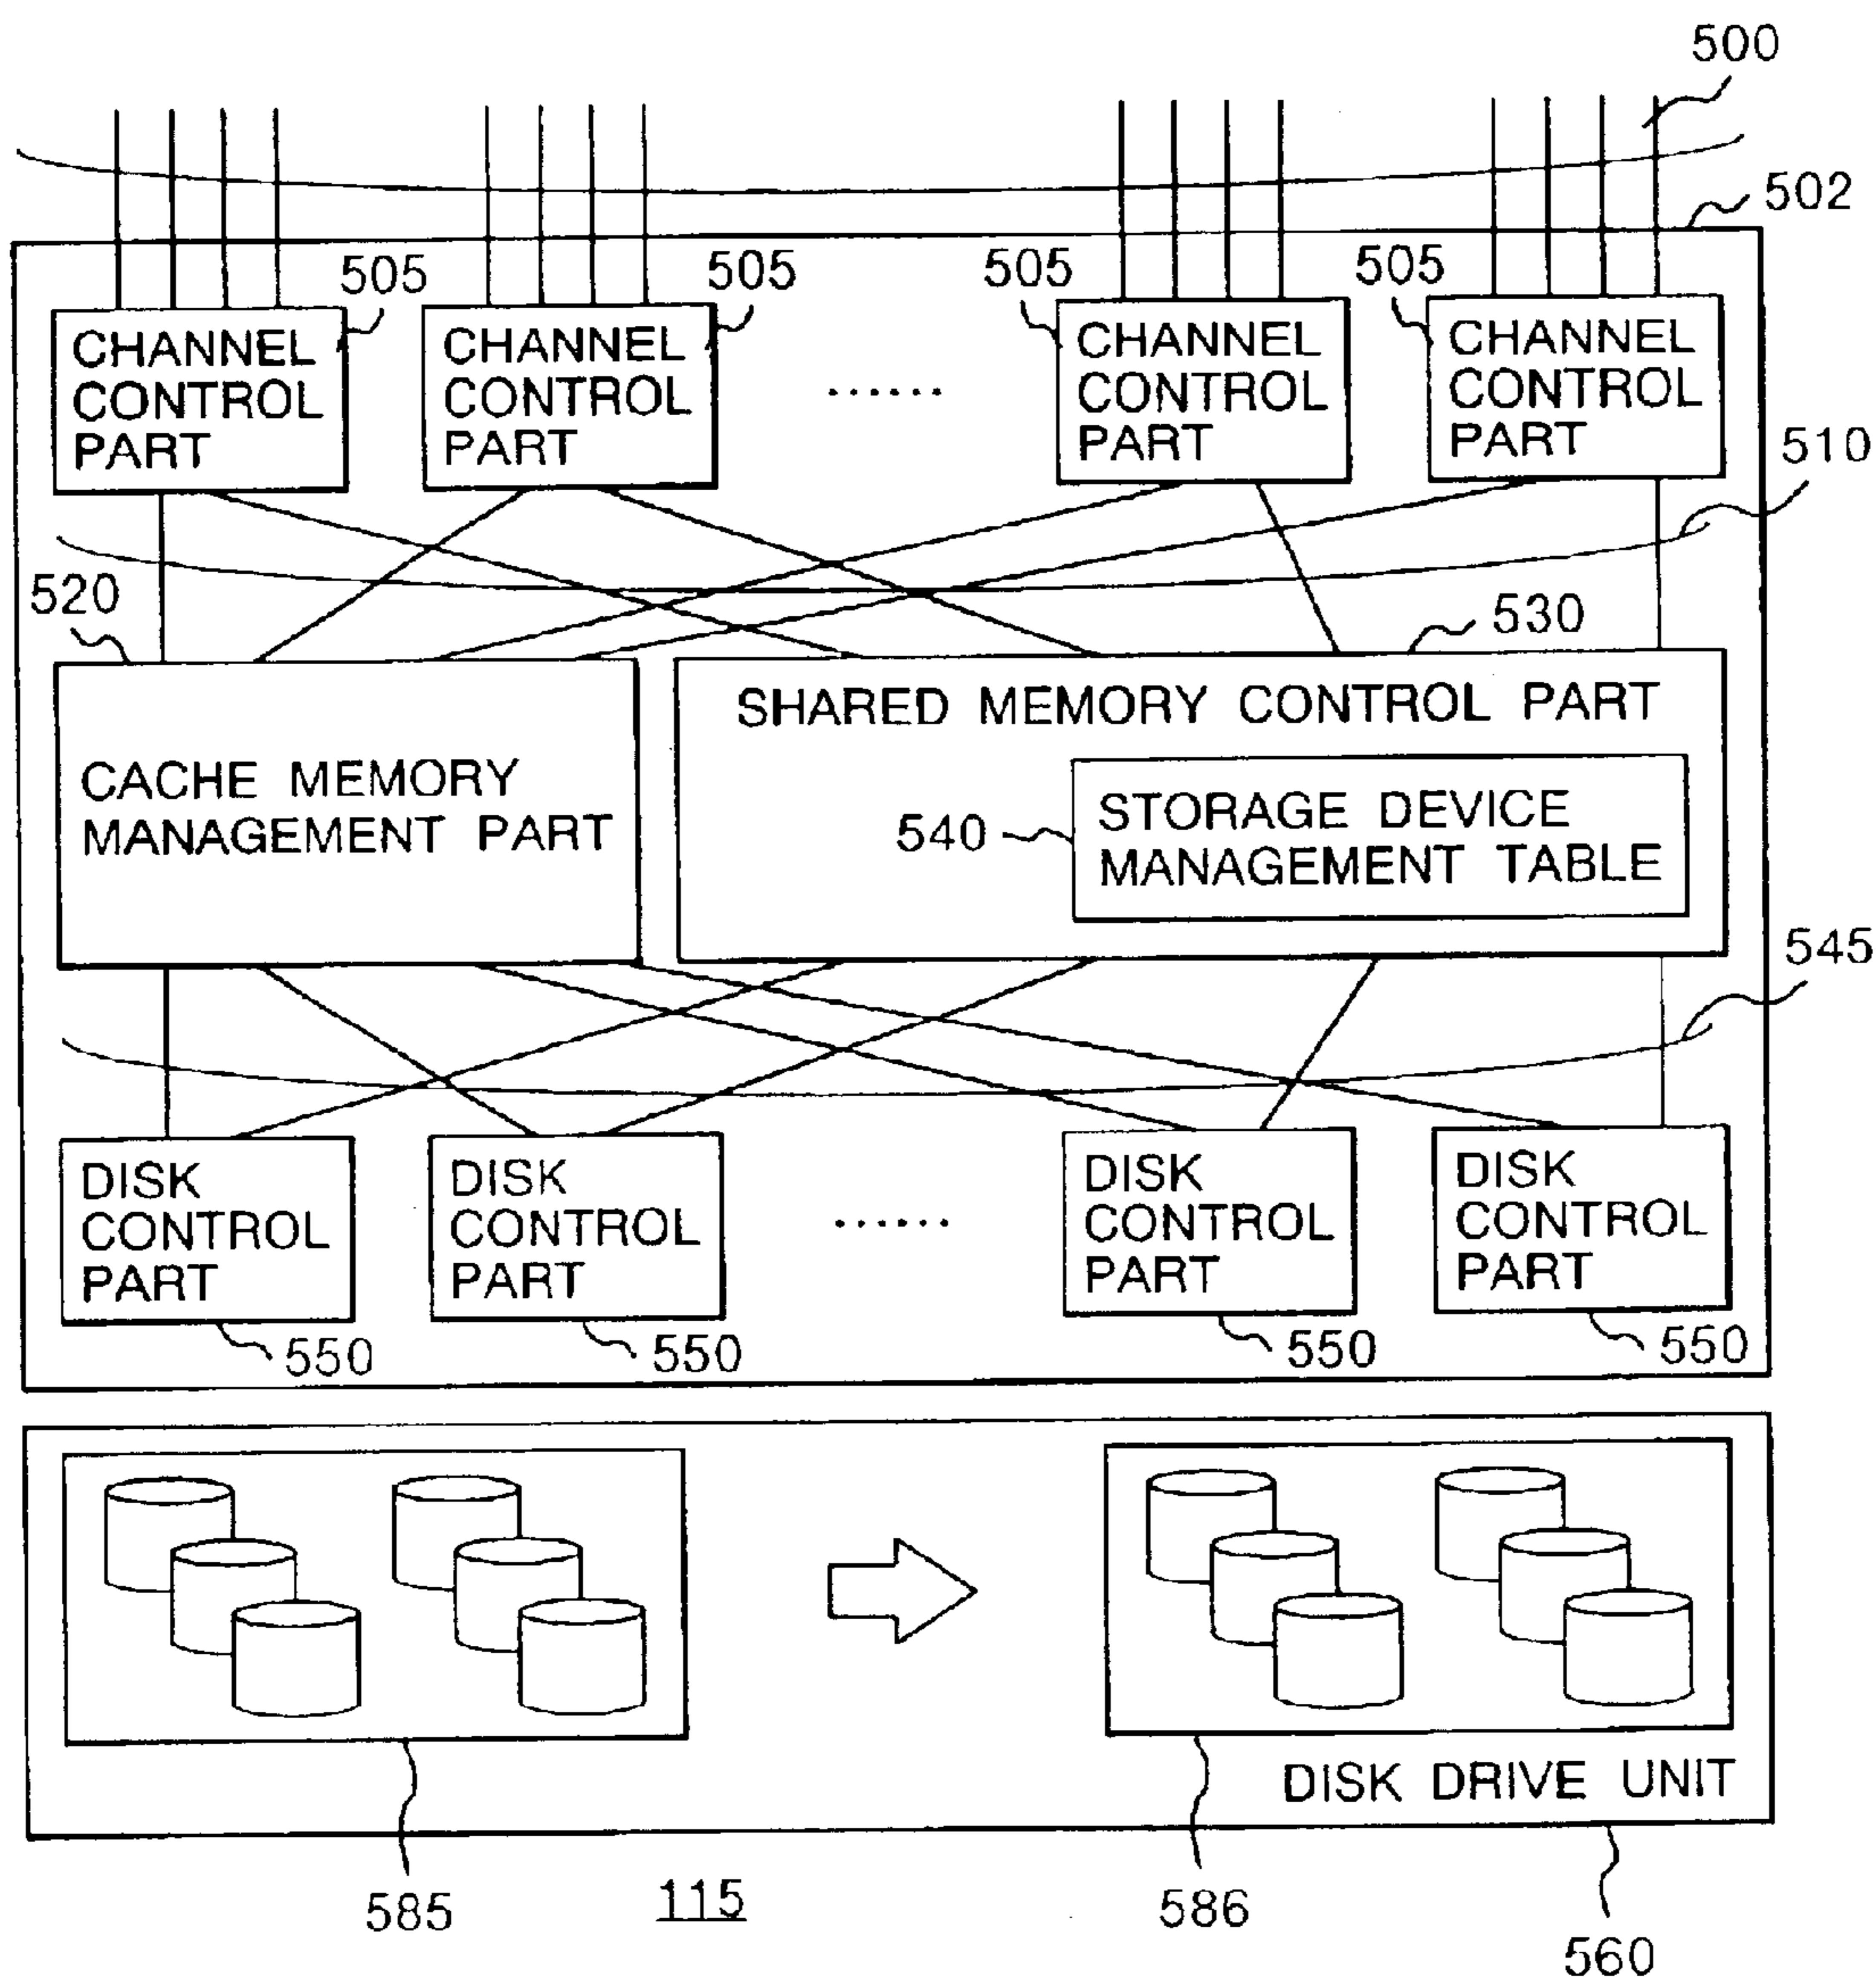 500
502
505
505
505
505
CHANNEL
CONTROL
PART
CHANNEL
CONTROL
PART
......
CHANNEL
CONTROL
PART
CHANNEL
CONTROL
PART
510
520
530
CACHE MEMORY
MANAGEMENT PART
SHARED MEMORY CONTROL PART
540
STORAGE DEVICE
MANAGEMENT TABLE
545
DISK
CONTROL
PART
DISK
CONTROL
PART
......
DISK
CONTROL
PART
DISK
CONTROL
PART
550
550
550
550
DISK DRIVE UNIT
585
115
586
560